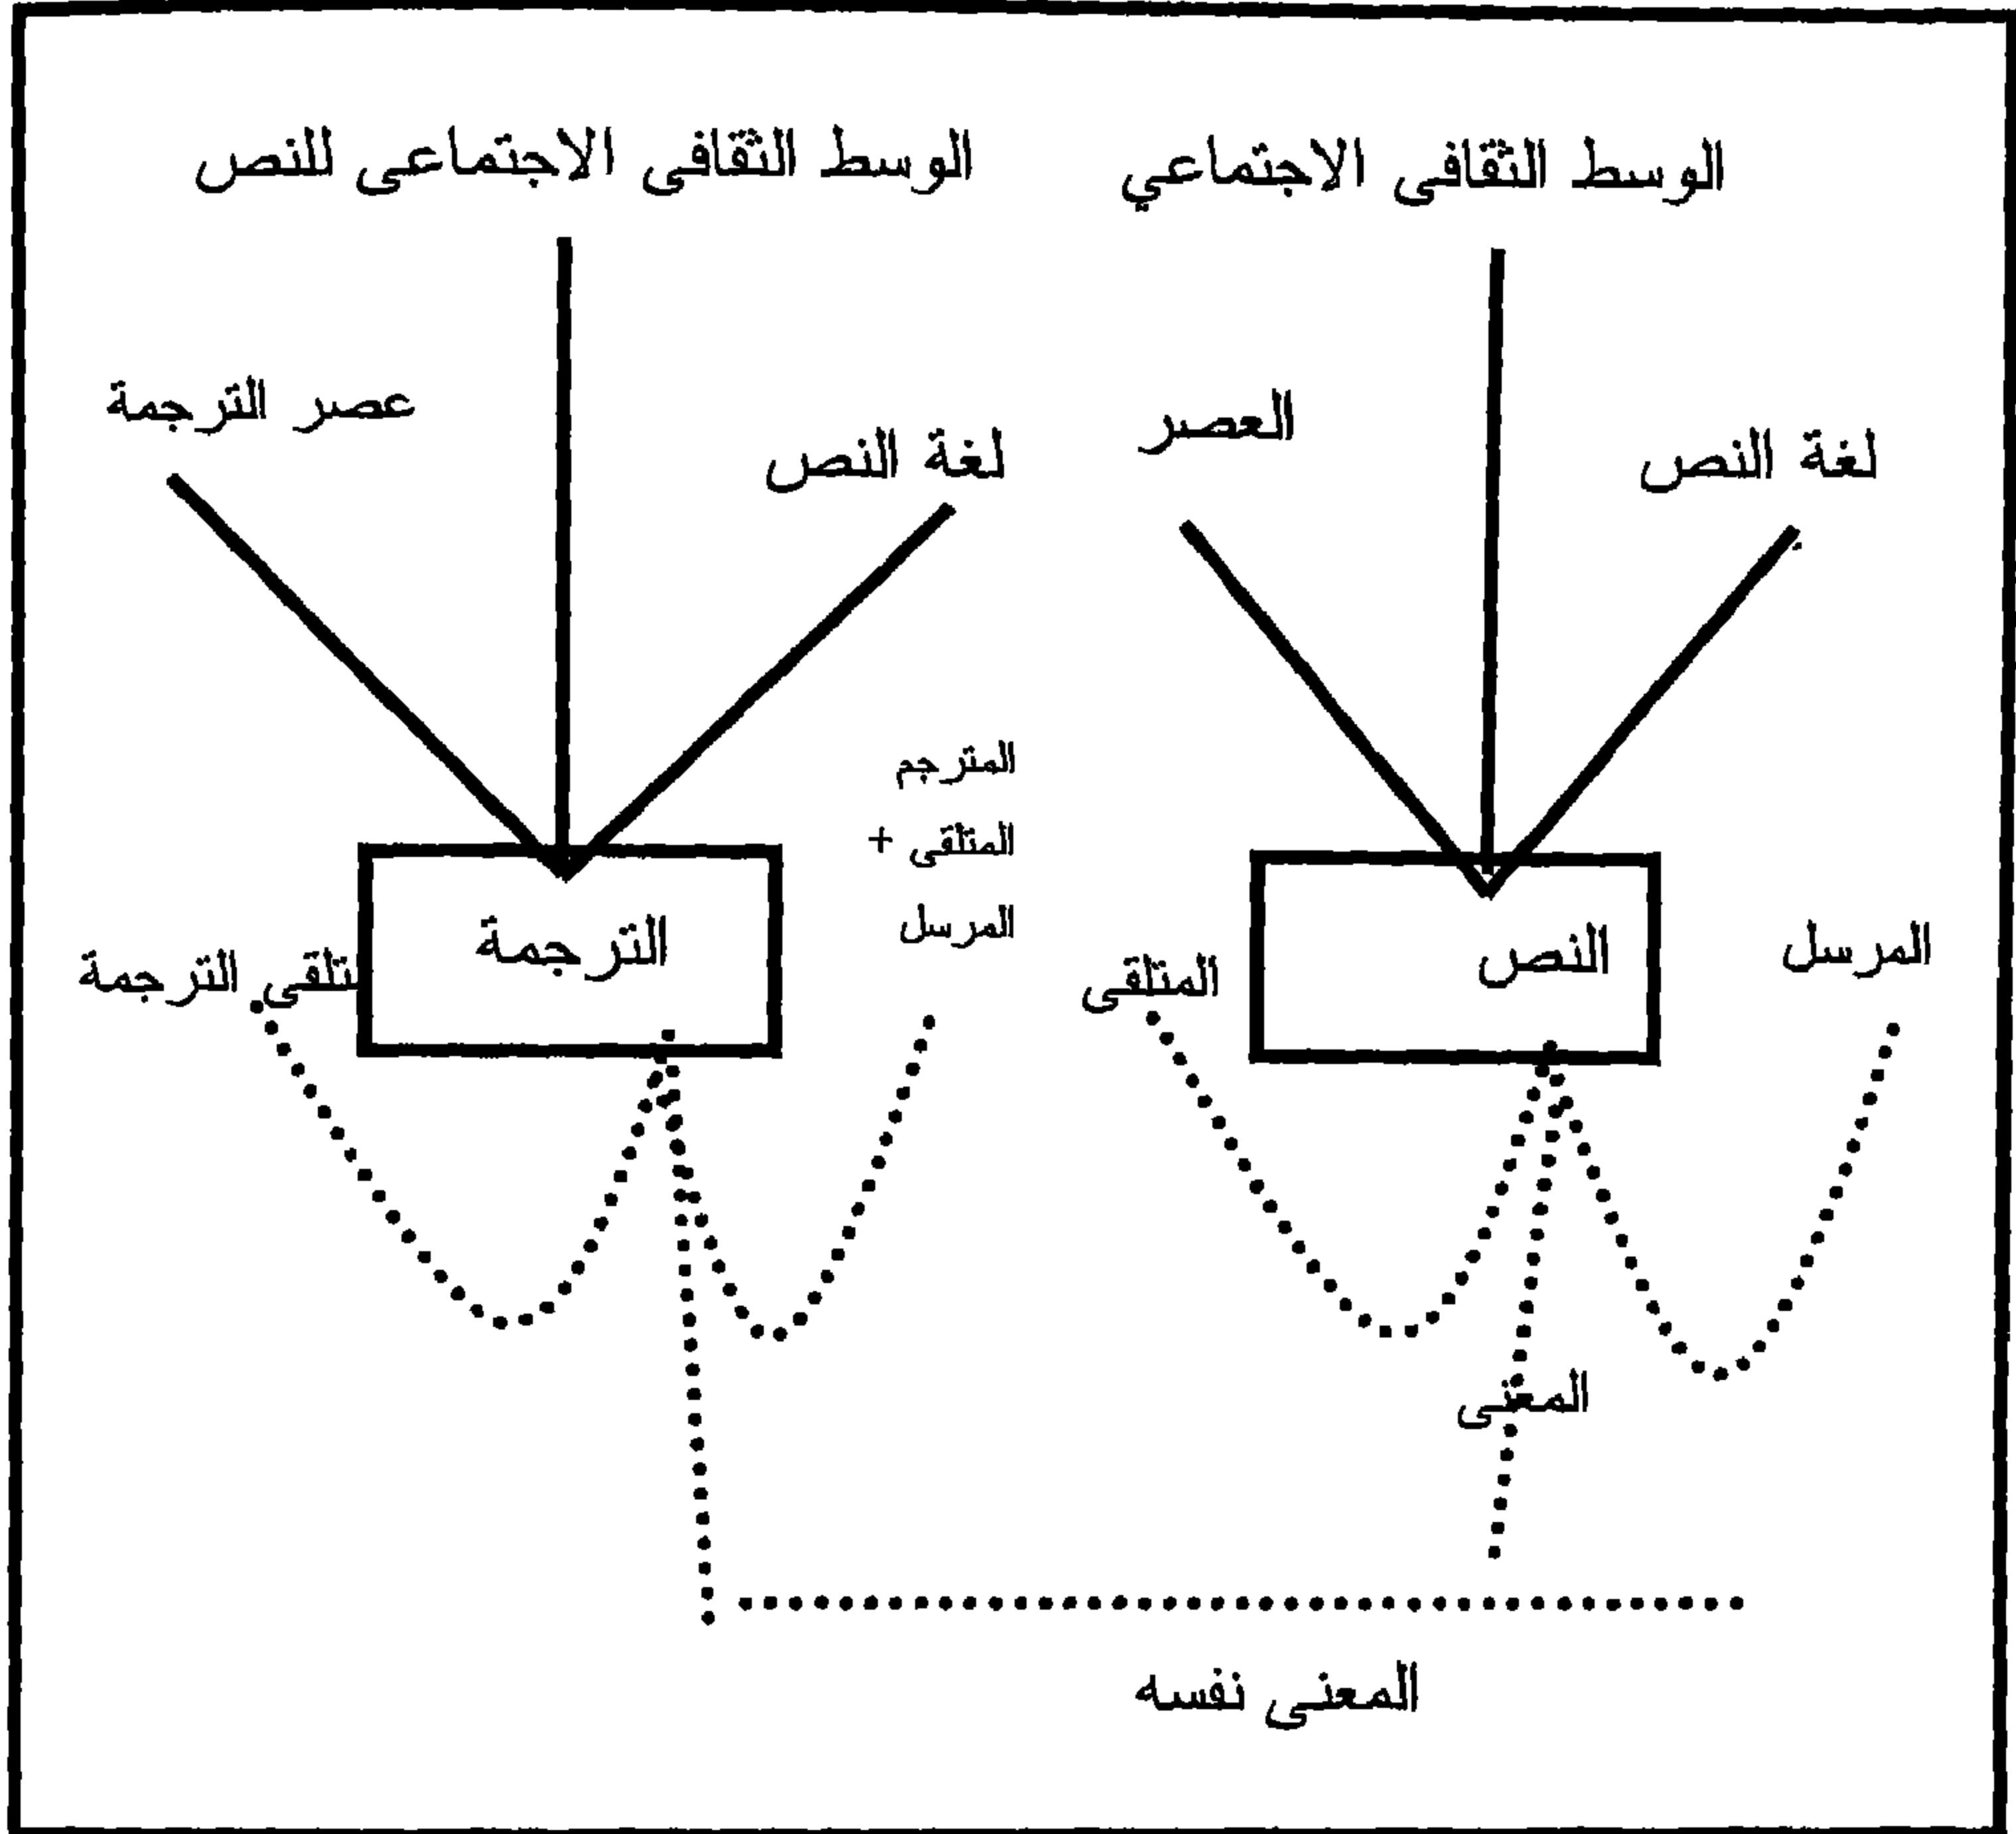 الوسط الثقافى الاجتماعي
الوسط الثقافى الاجتماعى للنص
لغة النص
العصر
لغة النص
عصر الترجمة
المرسل
النص
المتلقى
المترجم
المتلقى +
المرسل
الترجمة
الترجمة
المعنى
المعنى نفسه